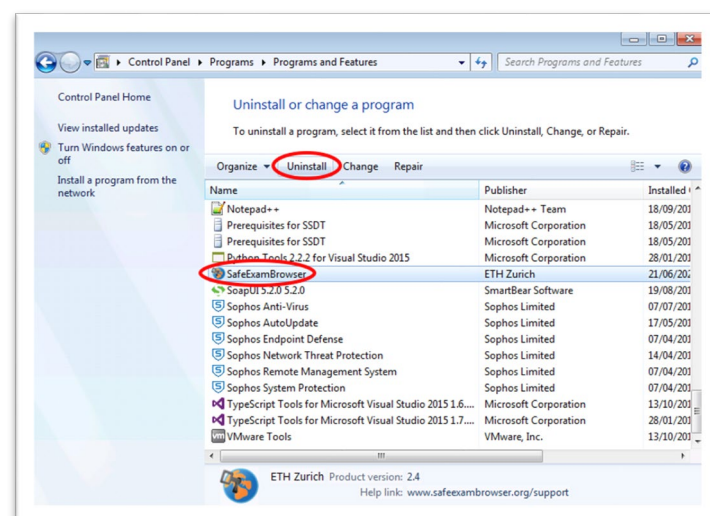 Control Panel Programs Programs and Features Search Programs and Features
Control Panel Home
View installed updates
Turn Windows features on or
off
Install a program from the
network
Uninstall or change a program
To uninstall a program, select it from the list and then click Uninstall, Change, or Repair.
Organize Uninstall Change Repair
Name Publisher Installed
Notepad++ Notepad++ Team 18/09/201
Prerequisites for SSDT Microsoft Corporation 18/05/201
Prerequisites for SSDT Microsoft Corporation 18/05/201
Python Tools 2.2.2 for Visual Studio 2015 Microsoft Corporation 28/01/201
SafeExamBrowser ETH Zurich 21/06/202
SoapUI 5.2.0 5.2.0 SmartBear Software 19/08/201
Sophos Anti-Virus Sophos Limited 07/07/201
Sophos AutoUpdate Sophos Limited 17/05/201
Sophos Endpoint Defense Sophos Limited 07/04/201
Sophos Network Threat Protection Sophos Limited 14/04/201
Sophos Remote Management System Sophos Limited 07/04/201
Sophos System Protection Sophos Limited 07/04/201
TypeScript Tools for Microsoft Visual Studio 2015 1.6.... Microsoft Corporation 13/10/201
TypeScript Tools for Microsoft Visual Studio 2015 1.7.... Microsoft Corporation 28/01/201
VMware Tools VMware, Inc. 13/10/201
ETH Zurich Product version: 2.4
Help link: www.safeexambrowser.org/support